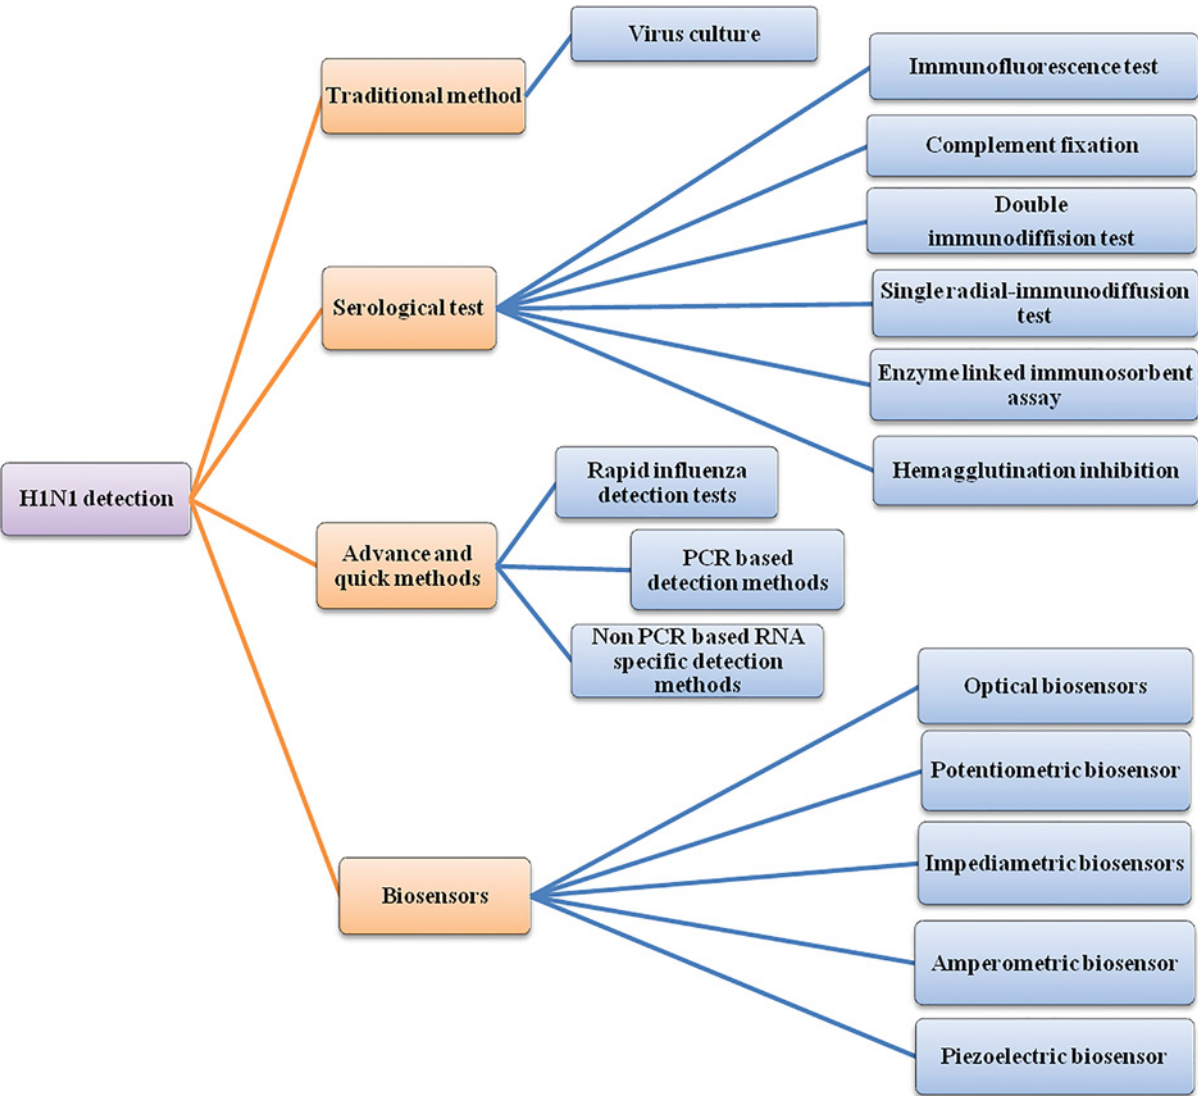 H1N1 detection
Traditional method
Virus culture
Serological test
Immunofluorescence test
Complement fixation
Double
immunodiffision test
Single radial-immunodiffusion
test
Enzyme linked immunosorbent
assay
Hemagglutination inhibition
Advance and
quick methods
Rapid influenza
detection tests
PCR based
detection methods
Non PCR based RNA
specific detection
methods
Biosensors
Optical biosensors
Potentiometric biosensor
Impediametric biosensors
Amperometric biosensor
Piezoelectric biosensor